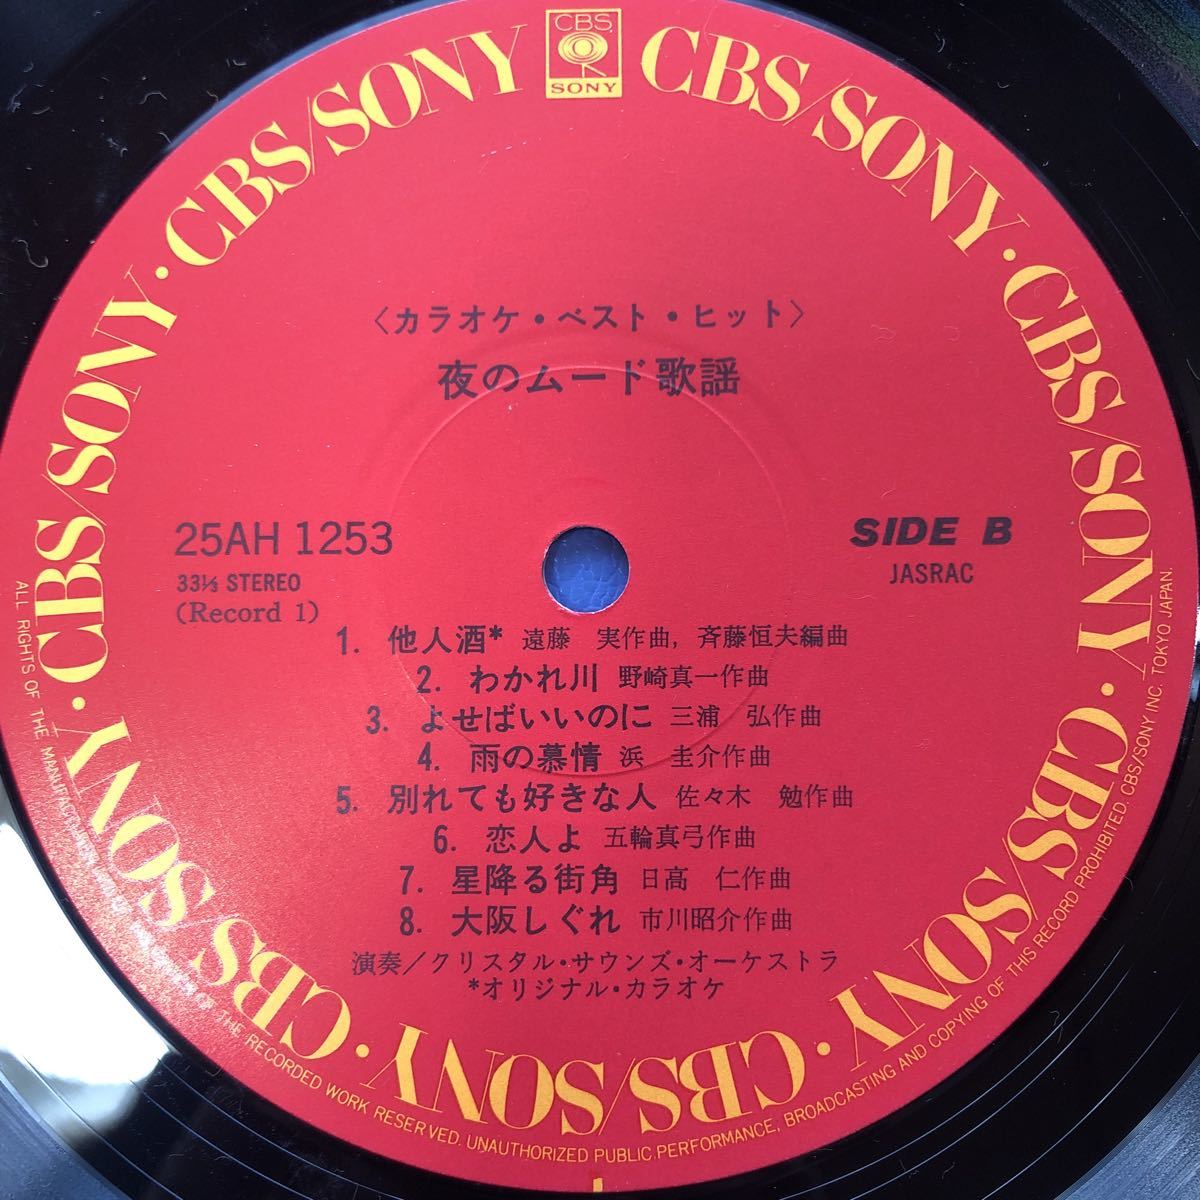 CBS
SONY
CBS/SONY · CBS/SONY · CBS/SONY · CBS/SONY · CBS/SONY · CBS/SONY · CBS/SONY · CBS/SONY · CBS/SONY
〈カラオケ・ベスト・ヒット〉
夜のムード歌謡
25AH 1253
33⅓ STEREO
(Record 1)
SIDE B
JASRAC
1. 他人酒* 遠藤 実作曲, 斉藤恒夫編曲
2. わかれ川 野崎真一作曲
3. よせばいいのに 三浦 弘作曲
4. 雨の慕情 浜 圭介作曲
5. 別れても好きな人 佐々木 勉作曲
6. 恋人よ 五輪真弓作曲
7. 星降る街角 日高 仁作曲
8. 大阪しぐれ 市川昭介作曲
演奏/クリスタル・サウンズ・オーケストラ
*オリジナル・カラオケ
ALL RIGHTS OF THE MANUFACTURER AND OF THE OWNER OF THE RECORDED WORK RESERVED. UNAUTHORIZED PUBLIC PERFORMANCE, BROADCASTING AND COPYING OF THIS RECORD PROHIBITED. CBS/SONY INC. TOKYO JAPAN.